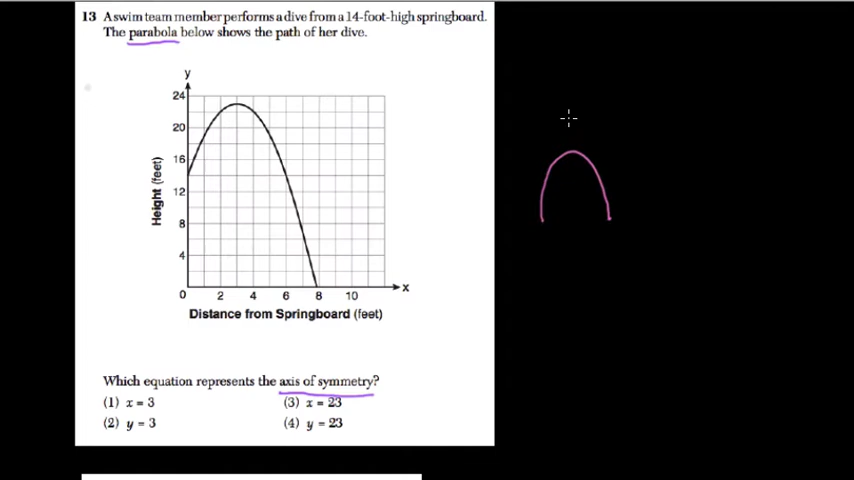 13 A swim team member performs a dive from a 14-foot-high springboard.
The parabola below shows the path of her dive.
y
24
20
16
12
8
4
0 2 4 6 8 10 x
Height (feet)
Distance from Springboard (feet)
Which equation represents the axis of symmetry?
(1) x = 3 (3) x = 23
(2) y = 3 (4) y = 23